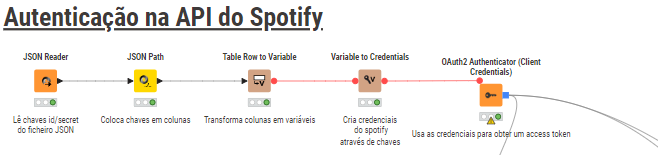 Autenticação na API do Spotify
JSON Reader
JSON Path
Table Row to Variable
Variable to Credentials
OAuth2 Authenticator (Client
Credentials)
Lê chaves id/secret
do ficheiro JSON
Coloca chaves em colunas
Transforma colunas em variáveis
Cria credenciais
do spotify
através de chaves
Usa as credenciais para obter um access token